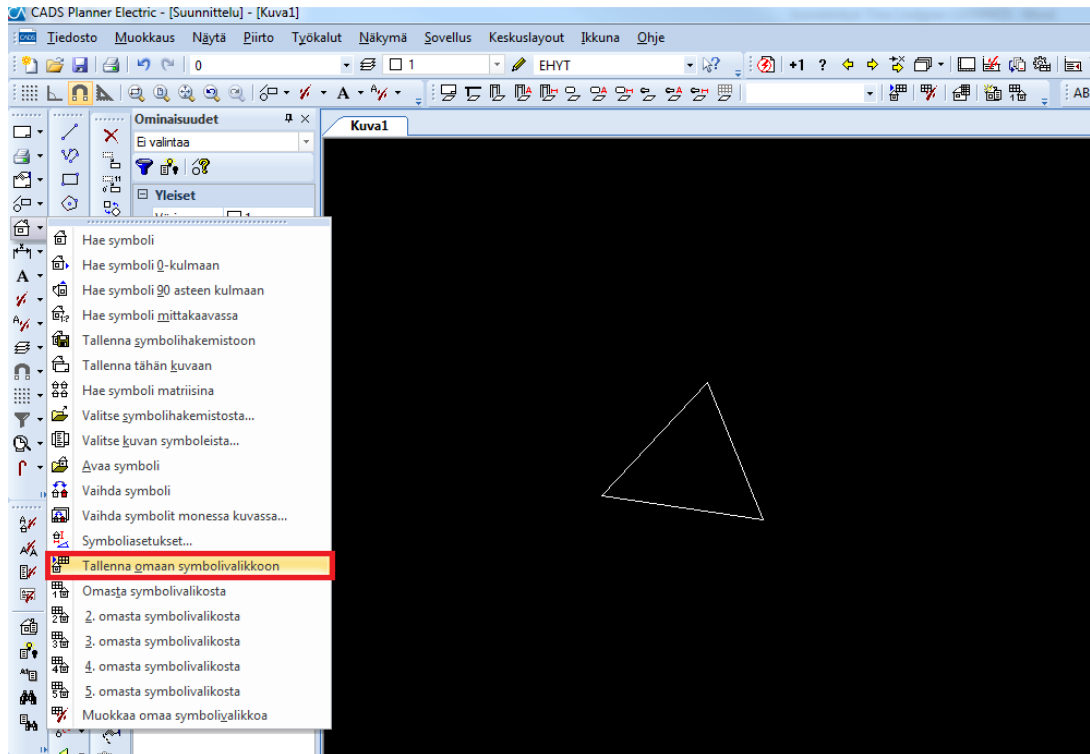 CADS Planner Electric - [Suunnittelu] - [Kuva1]
Tiedosto Muokkaus Näytä Piirto Työkalut Näkymä Sovellus Keskuslayout Ikkuna Ohje
0 1 EHYT +1 ?
A AB
Ominaisuudet
Kuva1
Ei valintaa
Yleiset
1
Hae symboli
Hae symboli 0-kulmaan
Hae symboli 90 asteen kulmaan
Hae symboli mittakaavassa
Tallenna symbolihakemistoon
Tallenna tähän kuvaan
Hae symboli matriisina
Valitse symbolihakemistosta...
Valitse kuvan symboleista...
Avaa symboli
Vaihda symboli
Vaihda symbolit monessa kuvassa...
Symboliasetukset...
Tallenna omaan symbolivalikkoon
Omasta symbolivalikosta
2. omasta symbolivalikosta
3. omasta symbolivalikosta
4. omasta symbolivalikosta
5. omasta symbolivalikosta
Muokkaa omaa symbolivalikkoa